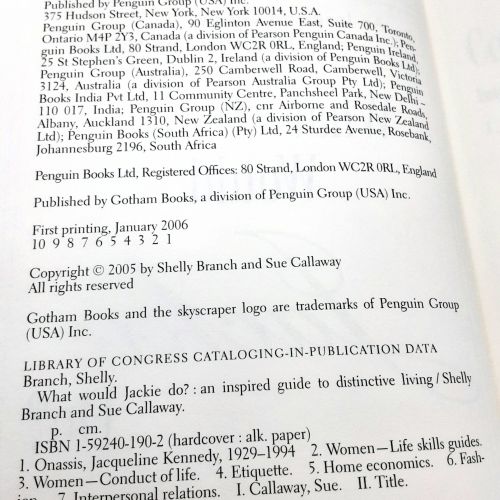 Published by Penguin Group (USA) Inc.
375 Hudson Street, New York, New York 10014, U.S.A.
Penguin Group (Canada), 90 Eglinton Avenue East, Suite 700, Toronto,
Ontario M4P 2Y3, Canada (a division of Pearson Penguin Canada Inc.); Pen-
guin Books Ltd, 80 Strand, London WC2R 0RL, England; Penguin Ireland,
25 St Stephen's Green, Dublin 2, Ireland (a division of Penguin Books Ltd);
Penguin Group (Australia), 250 Camberwell Road, Camberwell, Victoria
3124, Australia (a division of Pearson Australia Group Pty Ltd); Penguin
Books India Pvt Ltd, 11 Community Centre, Panchsheel Park, New Delhi –
110 017, India; Penguin Group (NZ), cnr Airborne and Rosedale Roads,
Albany, Auckland 1310, New Zealand (a division of Pearson New Zealand
Ltd); Penguin Books (South Africa) (Pty) Ltd, 24 Sturdee Avenue, Rosebank,
Johannesburg 2196, South Africa
Penguin Books Ltd, Registered Offices: 80 Strand, London WC2R 0RL, England
Published by Gotham Books, a division of Penguin Group (USA) Inc.
First printing, January 2006
10 9 8 7 6 5 4 3 2 1
Copyright © 2005 by Shelly Branch and Sue Callaway
All rights reserved
Gotham Books and the skyscraper logo are trademarks of Penguin Group
(USA) Inc.
LIBRARY OF CONGRESS CATALOGING-IN-PUBLICATION DATA
Branch, Shelly.
What would Jackie do? : an inspired guide to distinctive living / Shelly
Branch and Sue Callaway.
p. cm.
ISBN 1-59240-190-2 (hardcover : alk. paper)
1. Onassis, Jacqueline Kennedy, 1929–1994 2. Women—Life skills guides.
3. Women—Conduct of life. 4. Etiquette. 5. Home economics. 6. Fash-
ion. 7. Interpersonal relations. I. Callaway, Sue. II. Title.